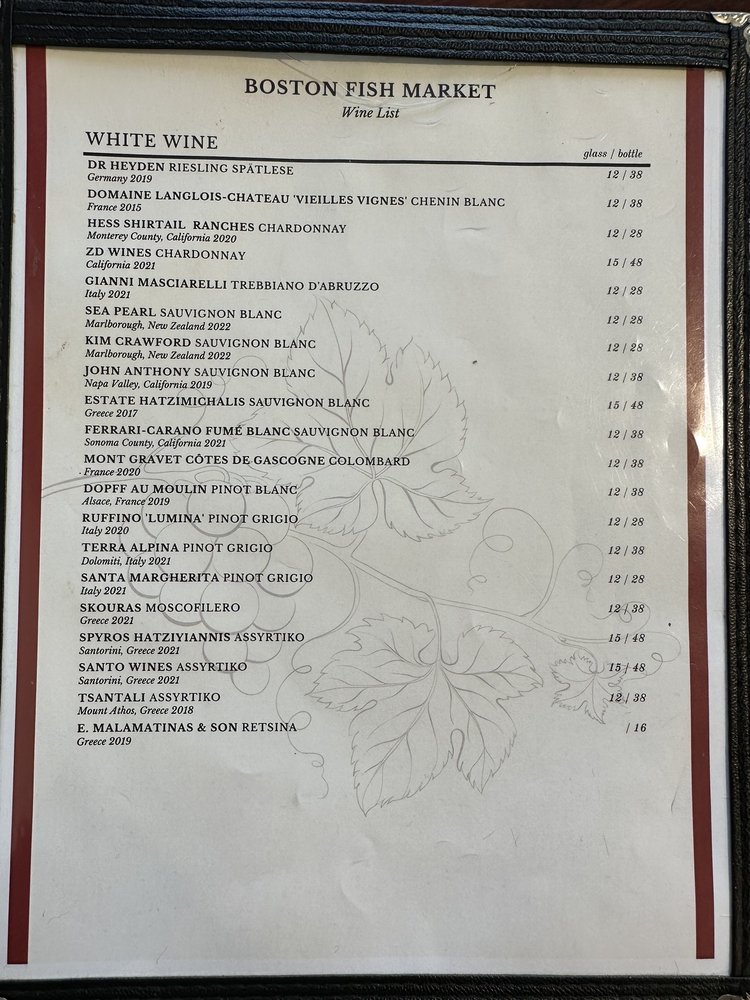 BOSTON FISH MARKET
Wine List
WHITE WINE
glass / bottle
DR HEYDEN RIESLING SPÄTLESE 12 / 38
Germany 2019
DOMAINE LANGLOIS-CHATEAU 'VIEILLES VIGNES' CHENIN BLANC 12 / 38
France 2015
HESS SHIRTAIL RANCHES CHARDONNAY 12 / 28
Monterey County, California 2020
ZD WINES CHARDONNAY 15 / 48
California 2021
GIANNI MASCIARELLI TREBBIANO D'ABRUZZO 12 / 28
Italy 2021
SEA PEARL SAUVIGNON BLANC 12 / 28
Marlborough, New Zealand 2022
KIM CRAWFORD SAUVIGNON BLANC 12 / 28
Marlborough, New Zealand 2022
JOHN ANTHONY SAUVIGNON BLANC 12 / 38
Napa Valley, California 2019
ESTATE HATZIMICHALIS SAUVIGNON BLANC 15 / 48
Greece 2017
FERRARI-CARANO FUMÉ BLANC SAUVIGNON BLANC 12 / 38
Sonoma County, California 2021
MONT GRAVET CÔTES DE GASCOGNE COLOMBARD 12 / 38
France 2020
DOPFF AU MOULIN PINOT BLANC 12 / 38
Alsace, France 2019
RUFFINO 'LUMINA' PINOT GRIGIO 12 / 28
Italy 2020
TERRA ALPINA PINOT GRIGIO 12 / 38
Dolomiti, Italy 2021
SANTA MARGHERITA PINOT GRIGIO 12 / 28
Italy 2021
SKOURAS MOSCOFILERO 12 / 38
Greece 2021
SPYROS HATZIYIANNIS ASSYRTIKO 15 / 48
Santorini, Greece 2021
SANTO WINES ASSYRTIKO 15 / 48
Santorini, Greece 2021
TSANTALI ASSYRTIKO 12 / 38
Mount Athos, Greece 2018
E. MALAMATINAS & SON RETSINA / 16
Greece 2019